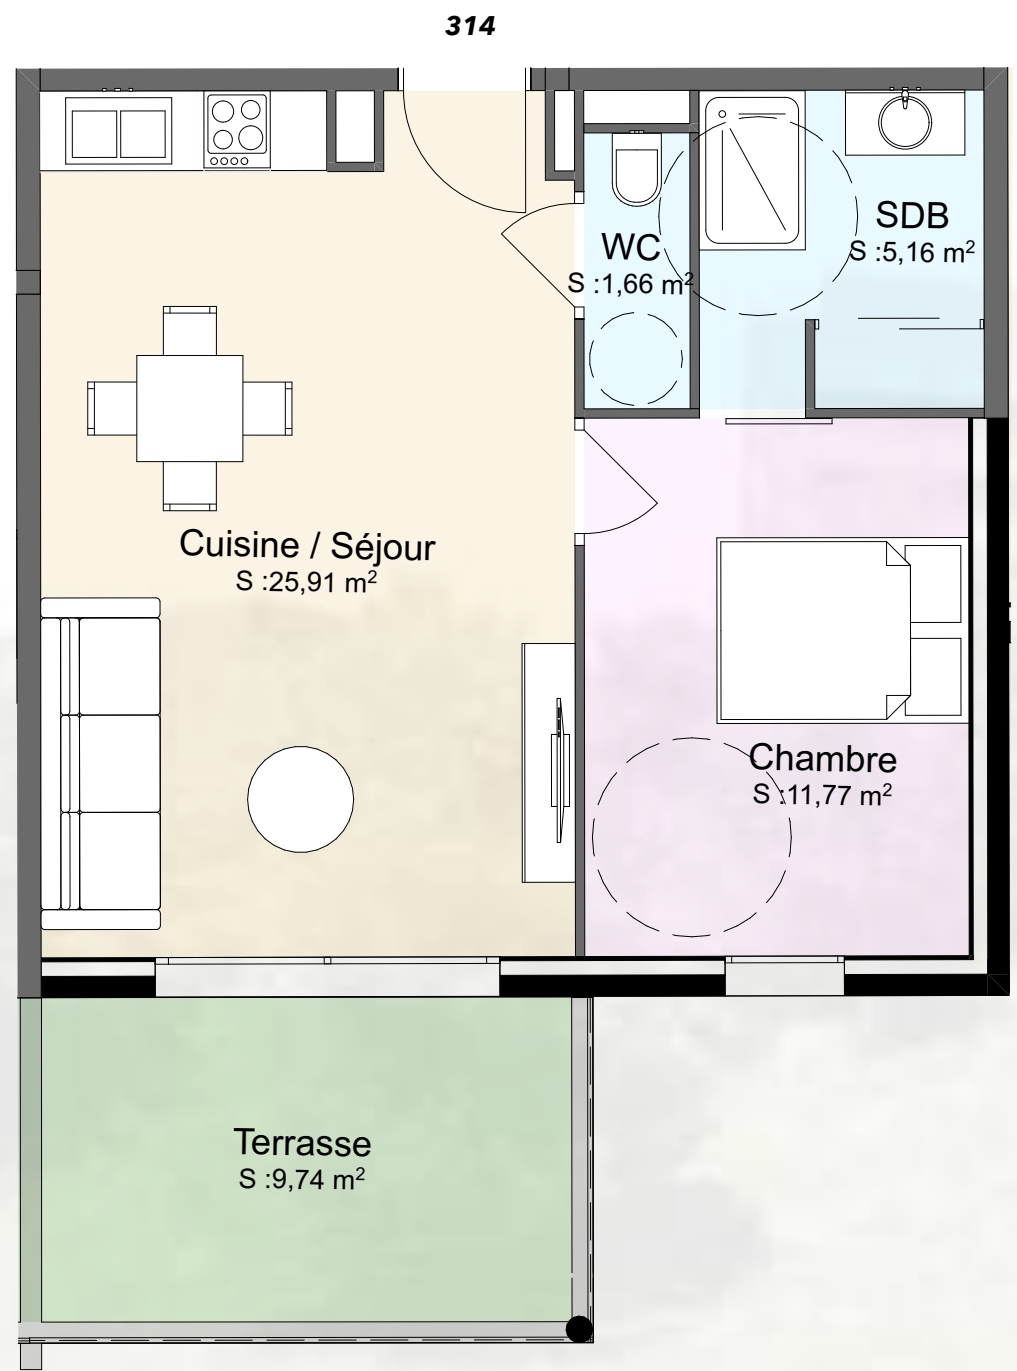 314
SDB
S :5,16 m²
WC
S :1,66 m²
Cuisine / Séjour
S :25,91 m²
Chambre
S :11,77 m²
Terrasse
S :9,74 m²